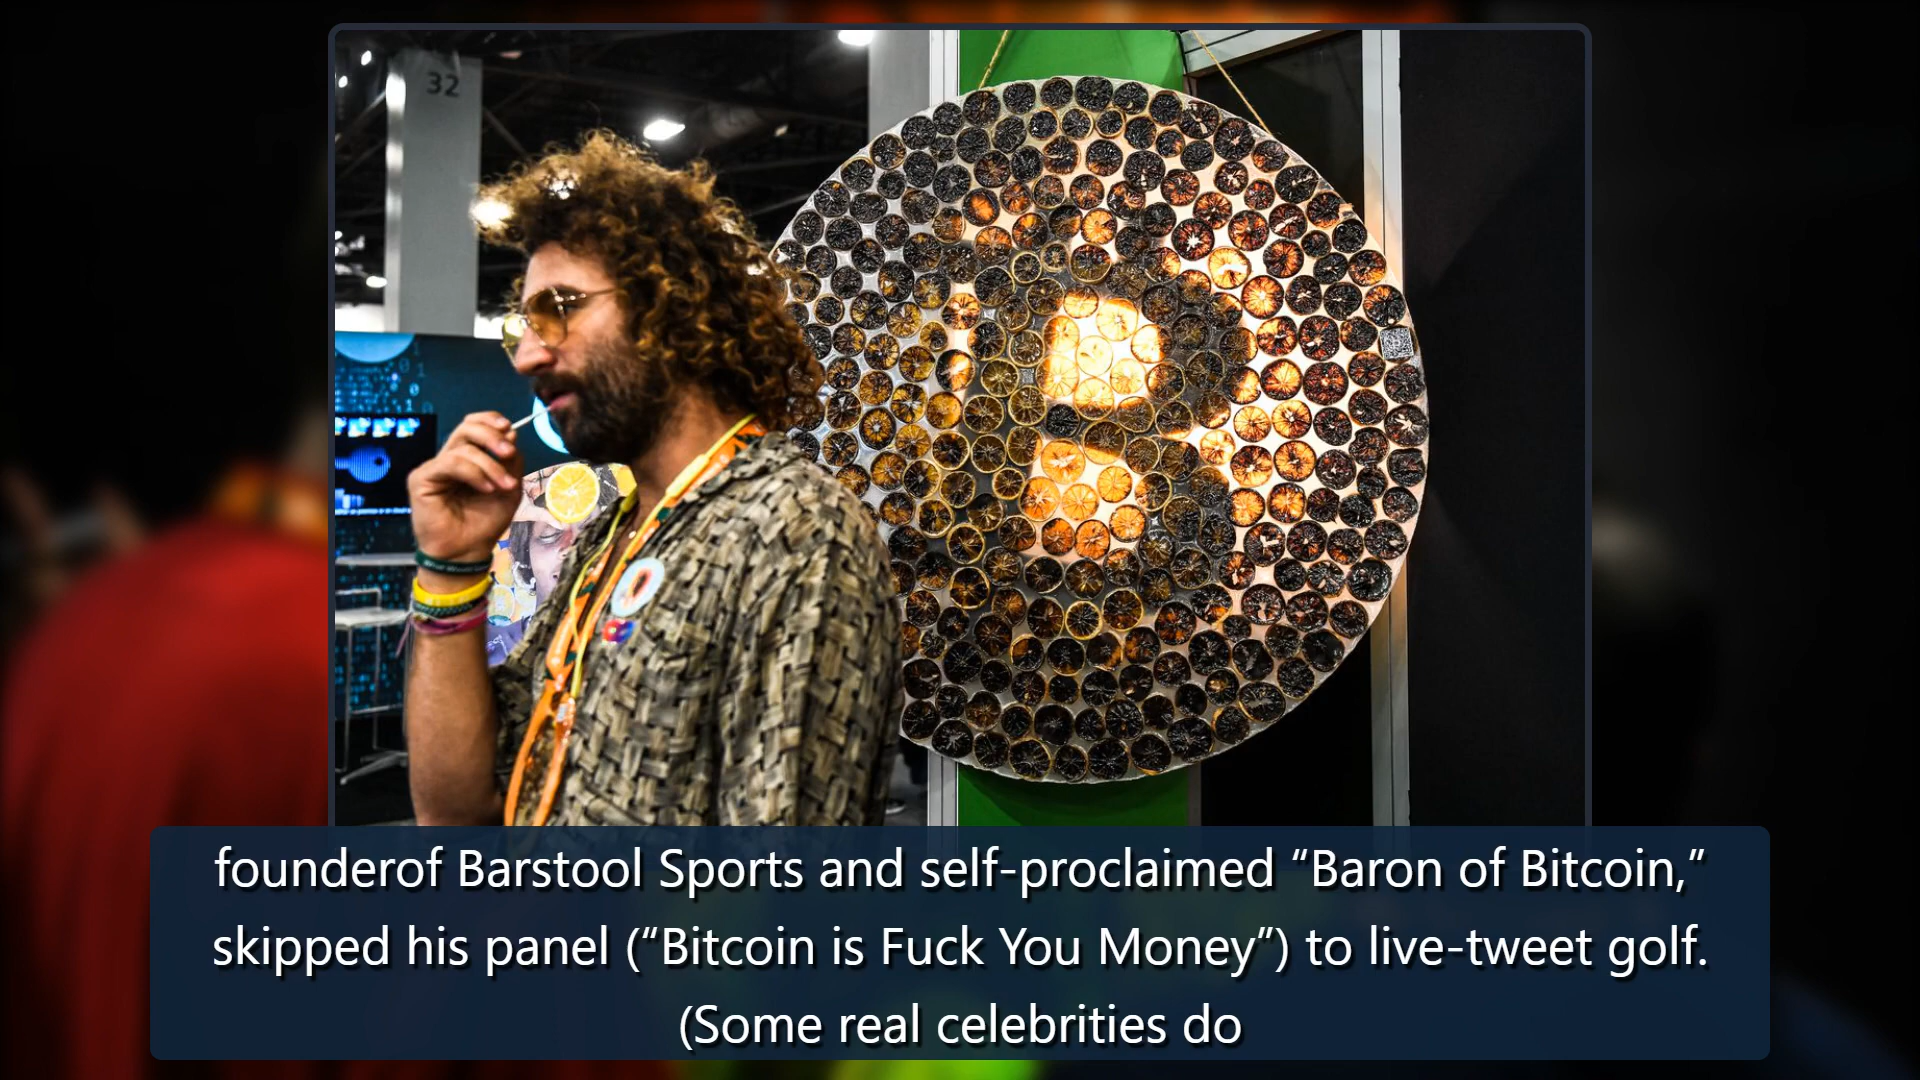 32
founderof Barstool Sports and self-proclaimed “Baron of Bitcoin,”
skipped his panel (“Bitcoin is Fuck You Money”) to live-tweet golf.
(Some real celebrities do